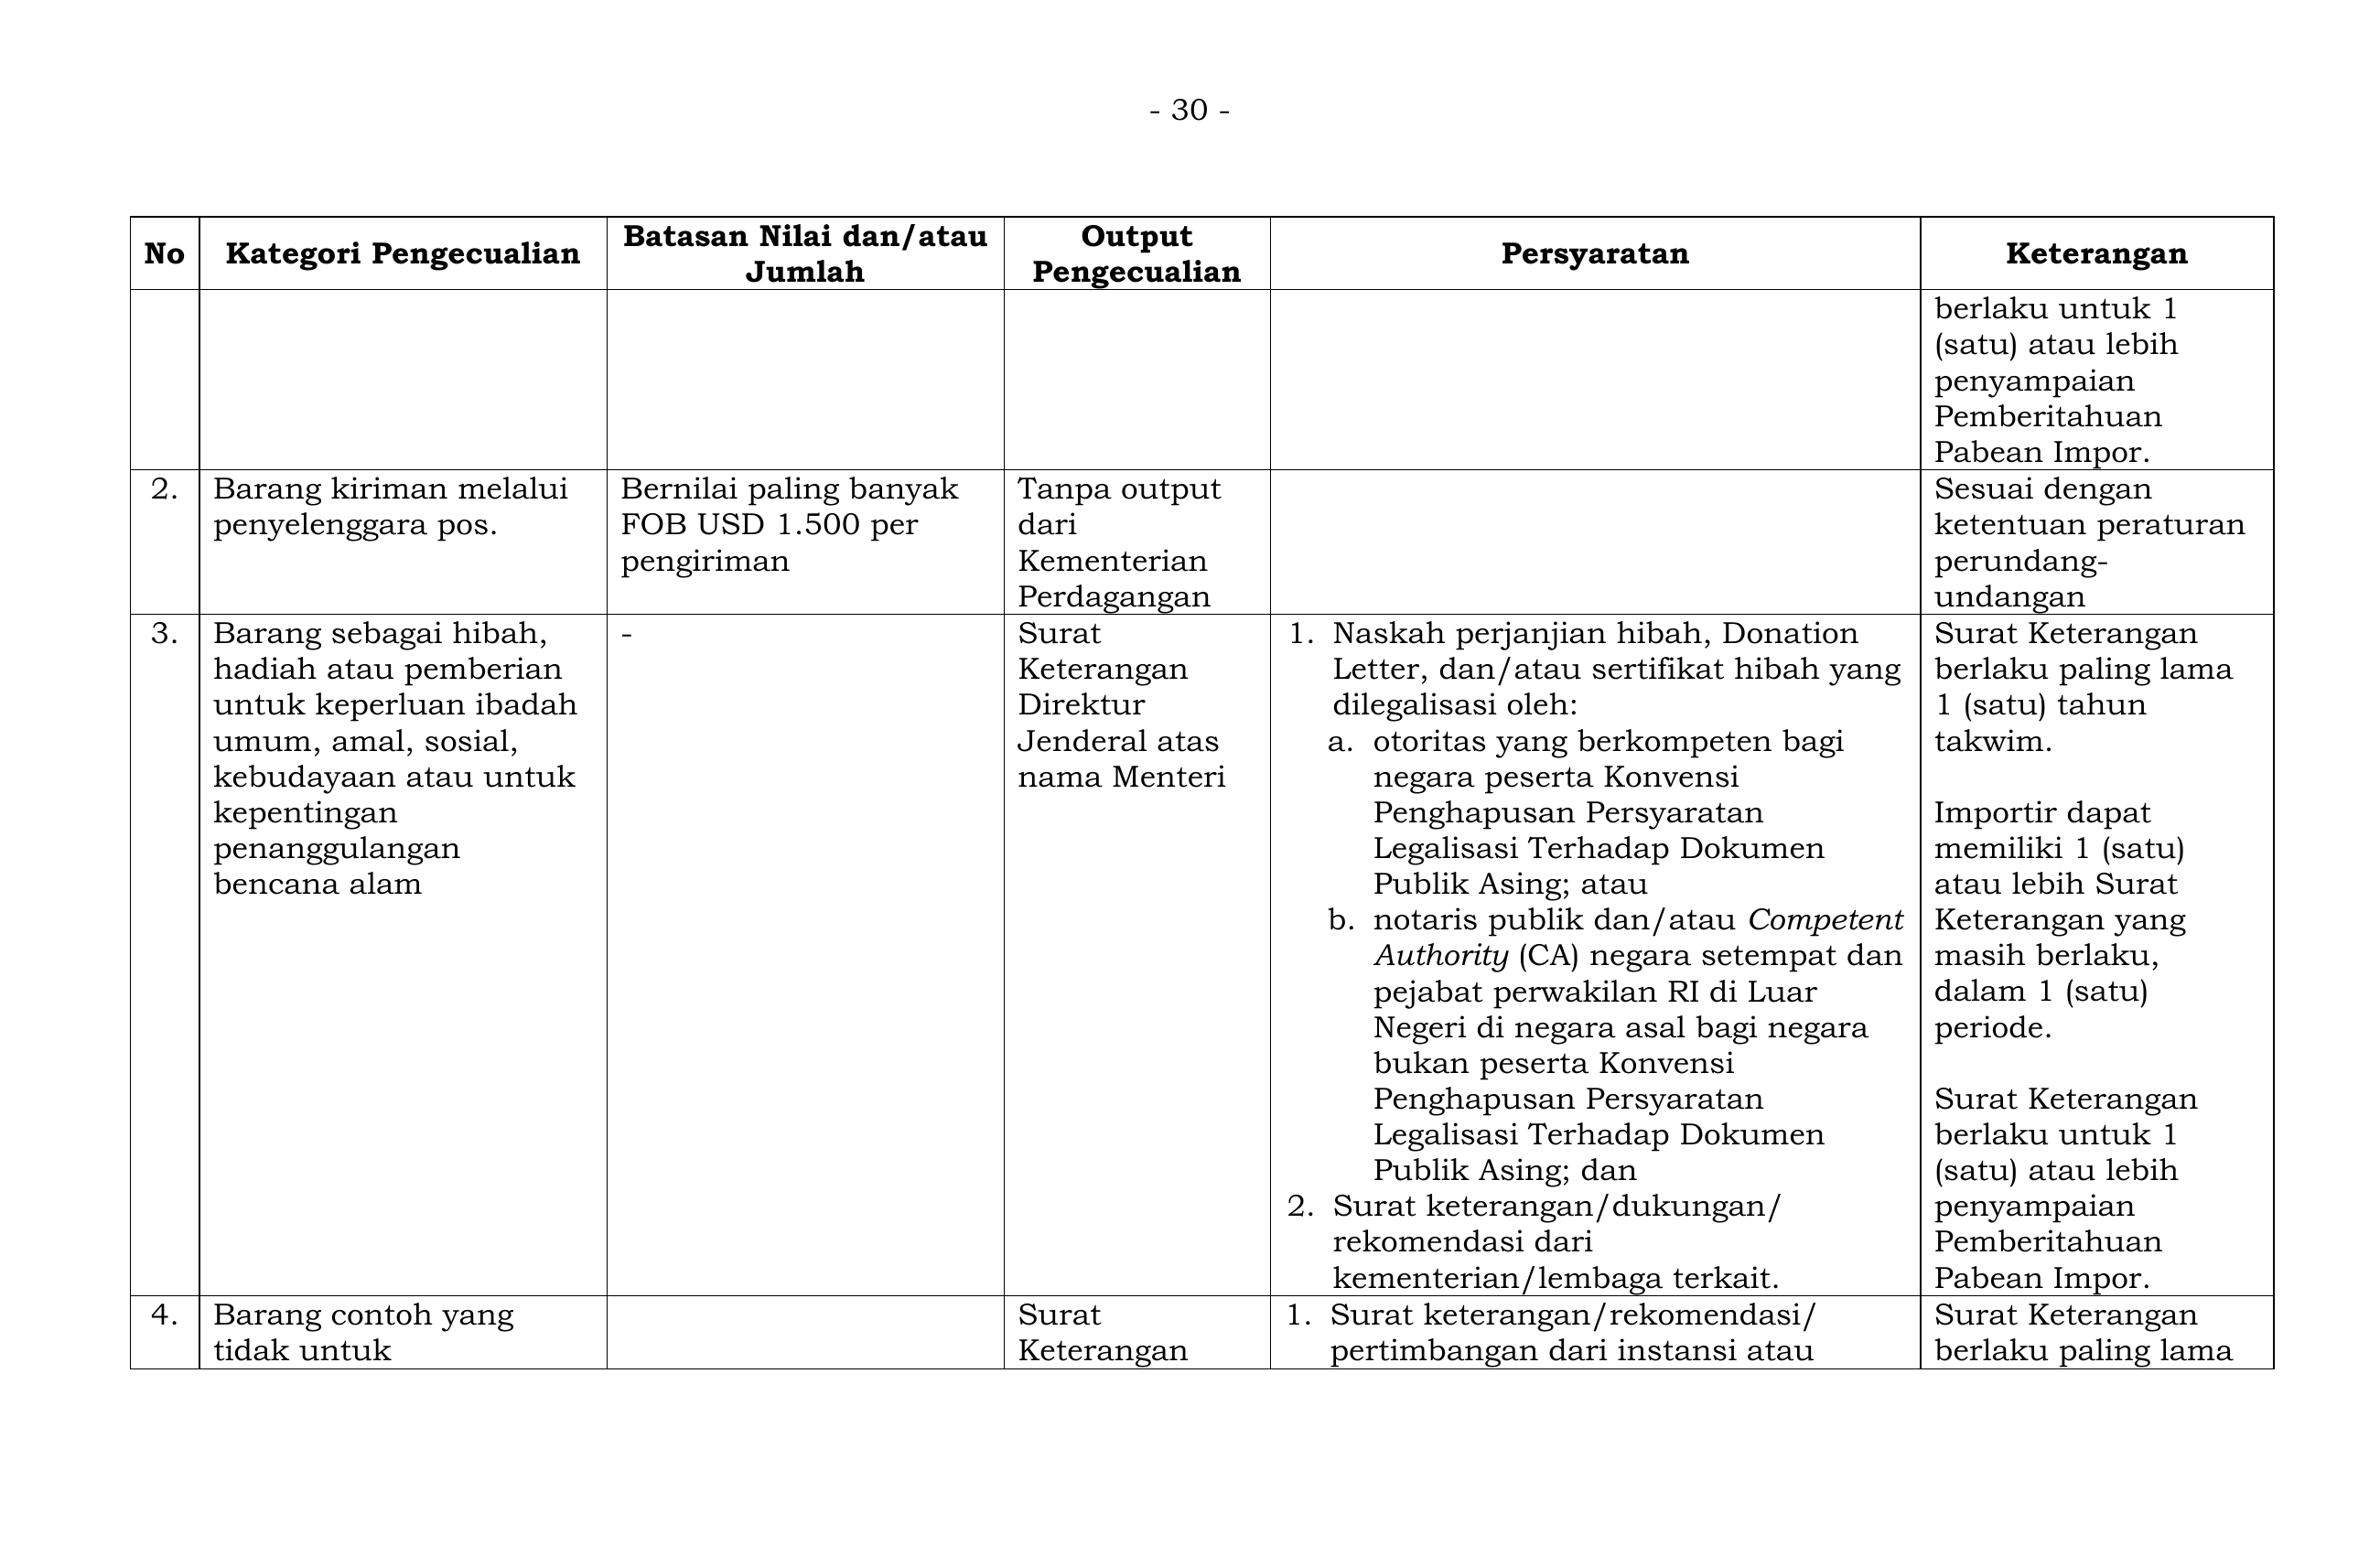 - 30 -
No
Kategori Pengecualian
Batasan Nilai dan/atau
Jumlah
Output
Pengecualian
Persyaratan
Keterangan
berlaku untuk 1
(satu) atau lebih
penyampaian
Pemberitahuan
Pabean Impor.
2.
Barang kiriman melalui
penyelenggara pos.
Bernilai paling banyak
FOB USD 1.500 per
pengiriman
Tanpa output
dari
Kementerian
Perdagangan
Sesuai dengan
ketentuan peraturan
perundang-
undangan
3.
Barang sebagai hibah,
hadiah atau pemberian
untuk keperluan ibadah
umum, amal, sosial,
kebudayaan atau untuk
kepentingan
penanggulangan
bencana alam
-
Surat
Keterangan
Direktur
Jenderal atas
nama Menteri
1. Naskah perjanjian hibah, Donation
Letter, dan/atau sertifikat hibah yang
dilegalisasi oleh:
a. otoritas yang berkompeten bagi
negara peserta Konvensi
Penghapusan Persyaratan
Legalisasi Terhadap Dokumen
Publik Asing; atau
b. notaris publik dan/atau Competent
Authority (CA) negara setempat dan
pejabat perwakilan RI di Luar
Negeri di negara asal bagi negara
bukan peserta Konvensi
Penghapusan Persyaratan
Legalisasi Terhadap Dokumen
Publik Asing; dan
2. Surat keterangan/dukungan/
rekomendasi dari
kementerian/lembaga terkait.
Surat Keterangan
berlaku paling lama
1 (satu) tahun
takwim.
Importir dapat
memiliki 1 (satu)
atau lebih Surat
Keterangan yang
masih berlaku,
dalam 1 (satu)
periode.
Surat Keterangan
berlaku untuk 1
(satu) atau lebih
penyampaian
Pemberitahuan
Pabean Impor.
4.
Barang contoh yang
tidak untuk
Surat
Keterangan
1. Surat keterangan/rekomendasi/
pertimbangan dari instansi atau
Surat Keterangan
berlaku paling lama